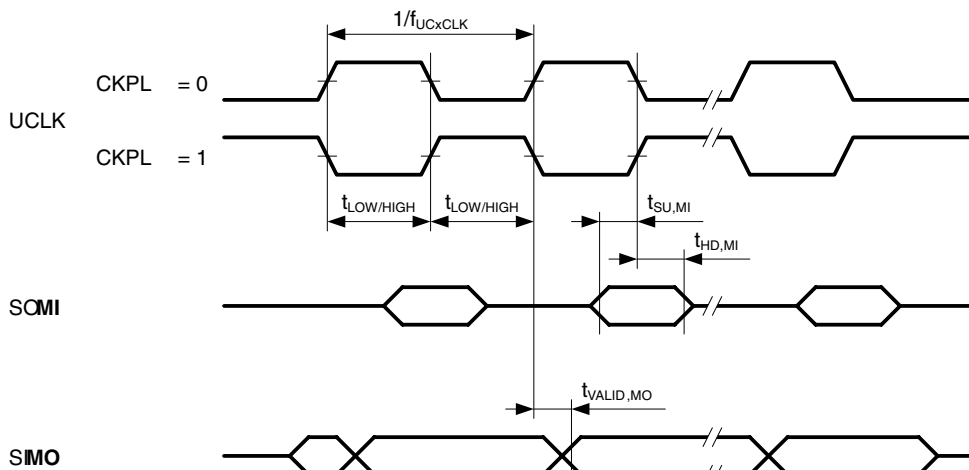 1/fUCxCLK
CKPL = 0
UCLK
CKPL = 1
tLOW/HIGH tLOW/HIGH tSU,MI
tHD,MI
SOMI
tVALID,MO
SIMO